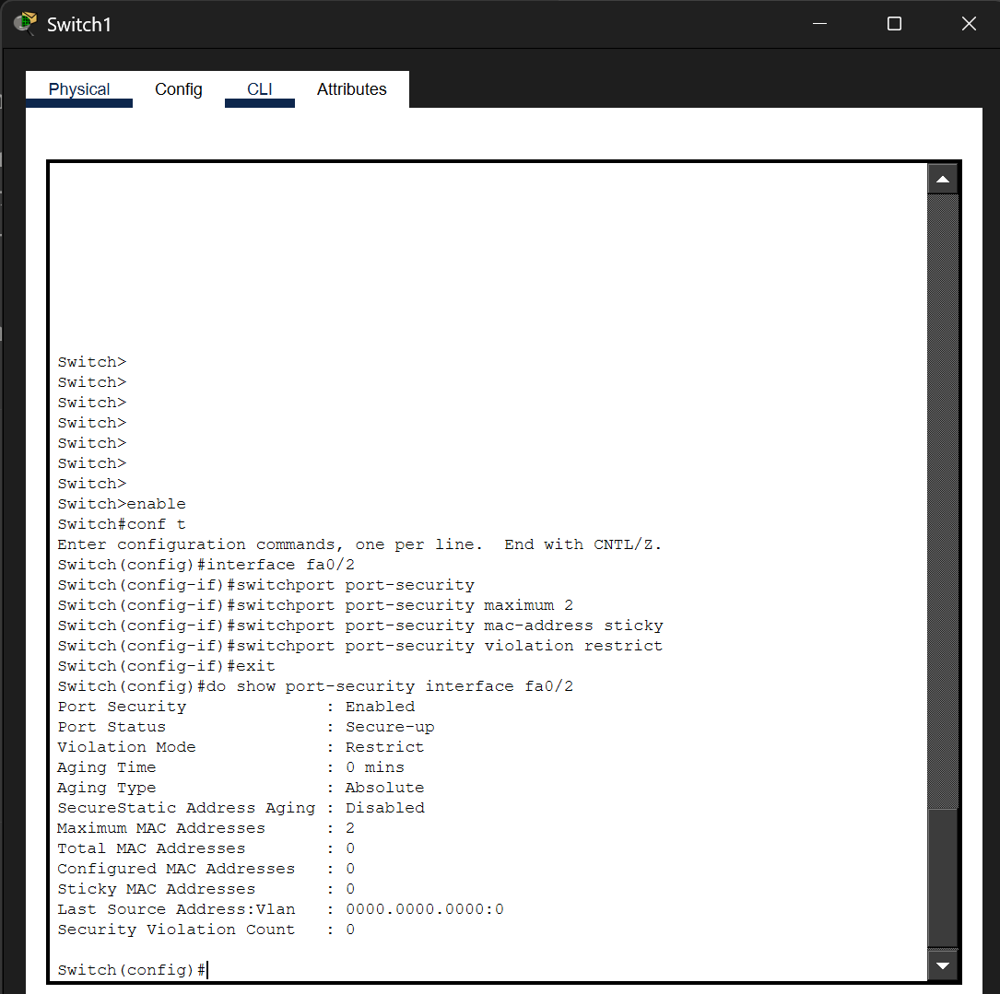 Switch1
Physical Config CLI Attributes
Switch>
Switch>
Switch>
Switch>
Switch>
Switch>
Switch>
Switch>enable
Switch#conf t
Enter configuration commands, one per line.  End with CNTL/Z.
Switch(config)#interface fa0/2
Switch(config-if)#switchport port-security
Switch(config-if)#switchport port-security maximum 2
Switch(config-if)#switchport port-security mac-address sticky
Switch(config-if)#switchport port-security violation restrict
Switch(config-if)#exit
Switch(config)#do show port-security interface fa0/2
Port Security              : Enabled
Port Status                : Secure-up
Violation Mode             : Restrict
Aging Time                 : 0 mins
Aging Type                 : Absolute
SecureStatic Address Aging : Disabled
Maximum MAC Addresses      : 2
Total MAC Addresses        : 0
Configured MAC Addresses   : 0
Sticky MAC Addresses       : 0
Last Source Address:Vlan   : 0000.0000.0000:0
Security Violation Count   : 0
Switch(config)#